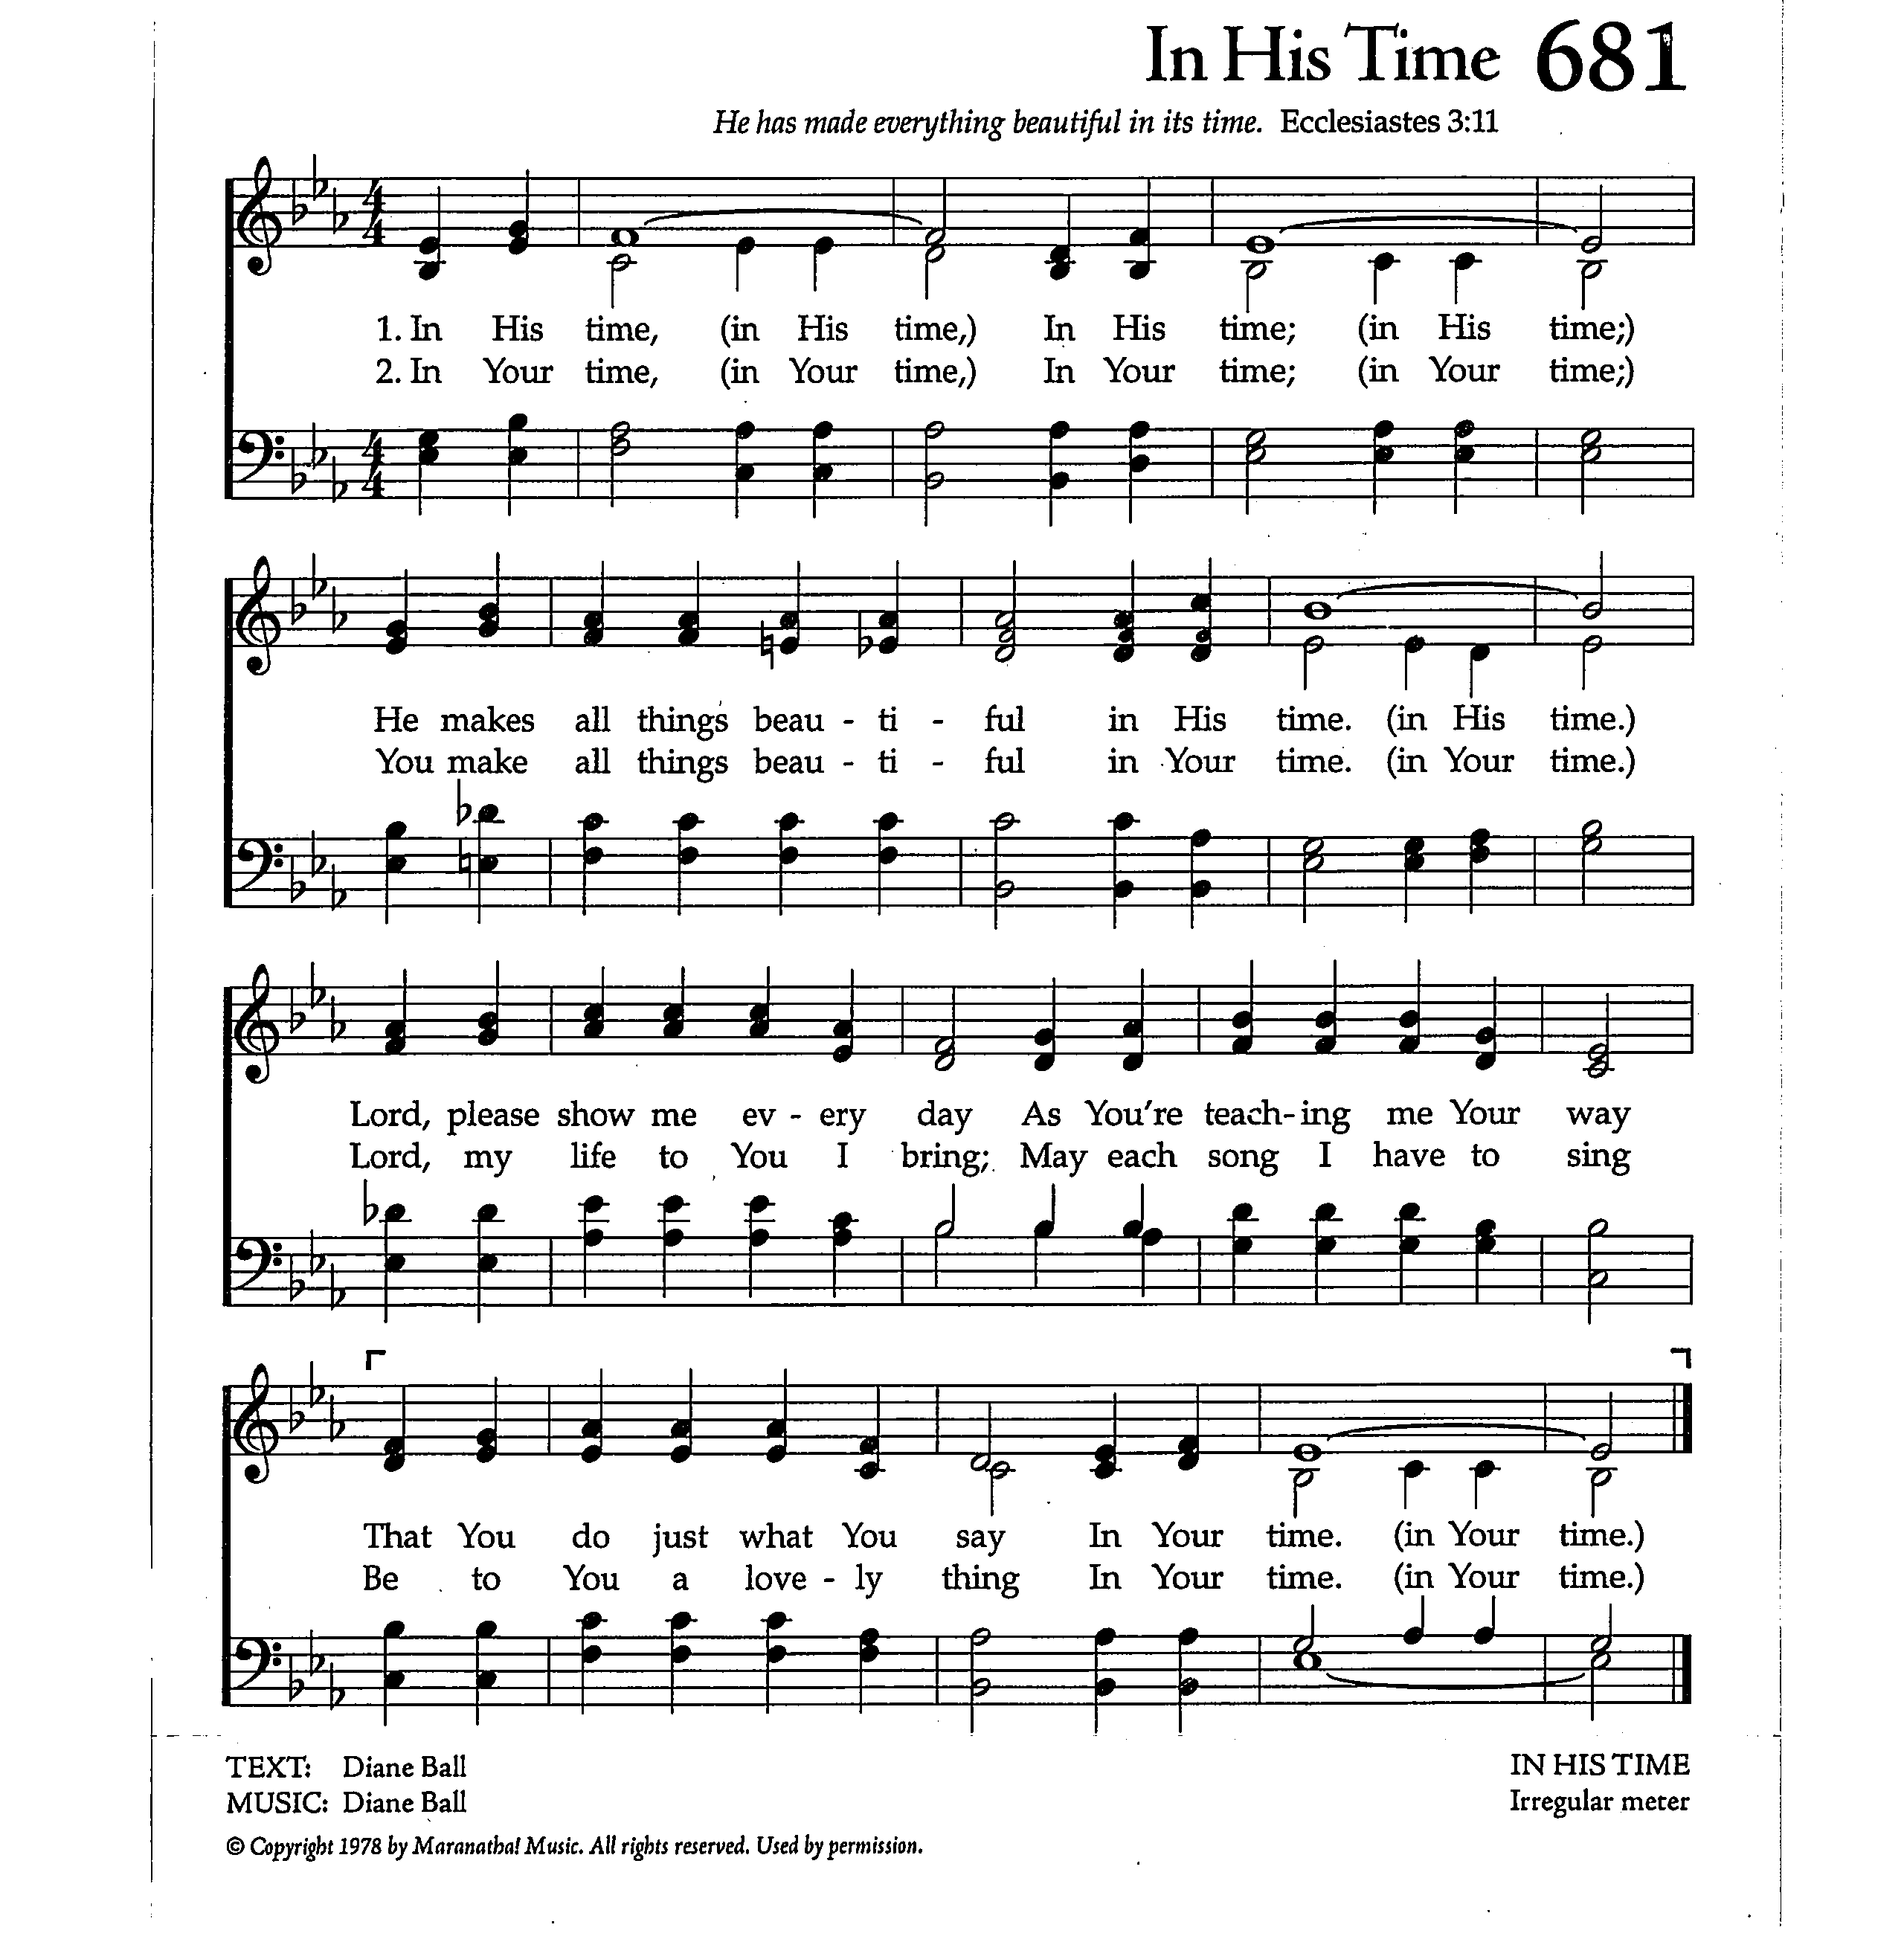 In His Time 681
He has made everything beautiful in its time. Ecclesiastes 3:11
1. In His time, (in His time,) In His time; (in His time;)
2. In Your time, (in Your time,) In Your time; (in Your time;)
He makes all things beau - ti - ful in His time. (in His time.)
You make all things beau - ti - ful in Your time. (in Your time.)
Lord, please show me ev - ery day As You're teach - ing me Your way
Lord, my life to You I bring; May each song I have to sing
That You do just what You say In Your time. (in Your time.)
Be to You a love - ly thing In Your time. (in Your time.)
TEXT: Diane Ball
MUSIC: Diane Ball
IN HIS TIME
Irregular meter
© Copyright 1978 by Maranatha! Music. All rights reserved. Used by permission.